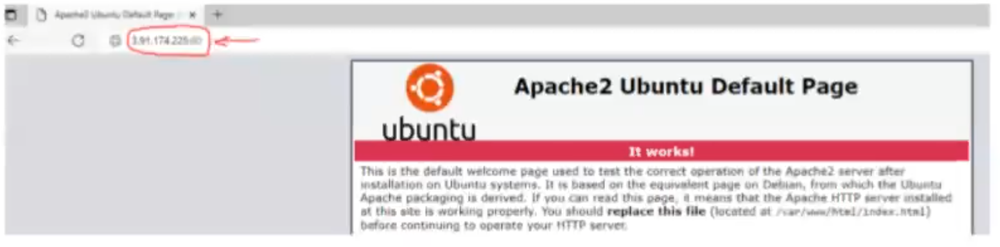 Apache2 Ubuntu Default Page
3.91.174.225:80
Apache2 Ubuntu Default Page
ubuntu
It works!
This is the default welcome page used to test the correct operation of the Apache2 server after
installation on Ubuntu systems. It is based on the equivalent page on Debian, from which the Ubuntu
Apache packaging is derived. If you can read this page, it means that the Apache HTTP server installed
at this site is working properly. You should replace this file (located at /var/www/html/index.html)
before continuing to operate your HTTP server.